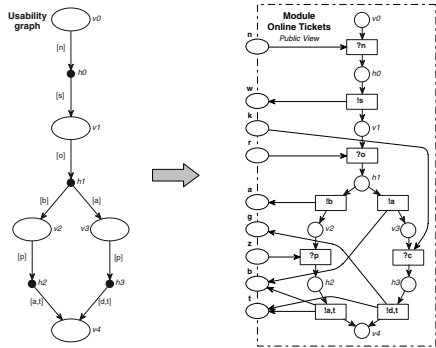 Usability
graph
v0
[n]
h0
[s]
v1
[o]
h1
[b]
[a]
v2
v3
[p]
[p]
h2
h3
[a,t]
[d,t]
v4
Module
Online Tickets
Public View
v0
n
?n
h0
w
!s
k
v1
r
?o
h1
a
!b
!a
g
v2
v3
z
?p
?c
b
h2
h3
t
!a,t
!d,t
v4